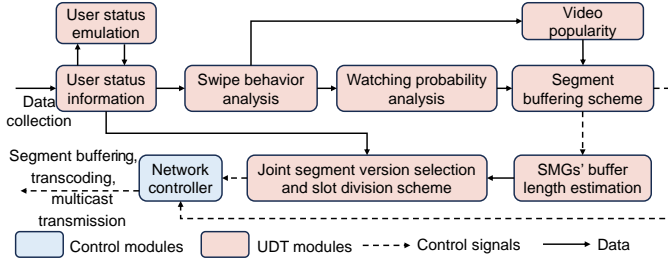 User status
emulation
Video
popularity
User status
information
Swipe behavior
analysis
Watching probability
analysis
Segment
buffering scheme
Data
collection
Segment buffering,
transcoding,
multicast
transmission
Network
controller
Joint segment version selection
and slot division scheme
SMGs' buffer
length estimation
Control modules
UDT modules
Control signals
Data